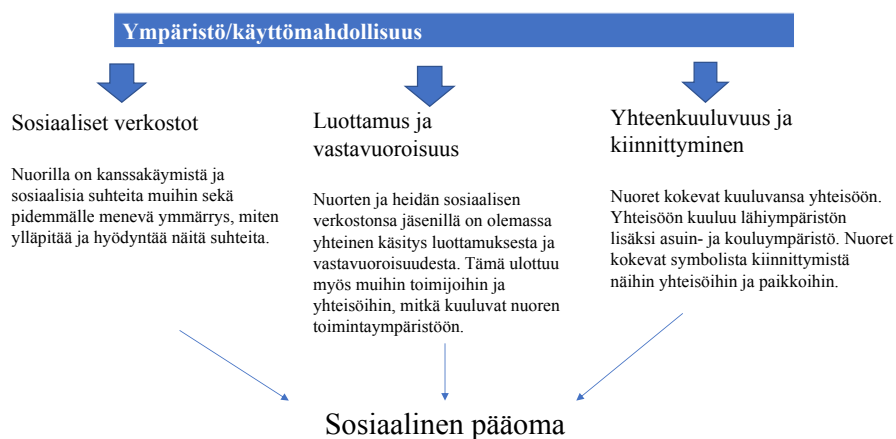 Ympäristö/käyttömahdollisuus
Sosiaaliset verkostot
Nuorilla on kanssakäymistä ja
sosiaalisia suhteita muihin sekä
pidemmälle menevä ymmärrys, miten
ylläpitää ja hyödyntää näitä suhteita.
Luottamus ja
vastavuoroisuus
Nuorten ja heidän sosiaalisen
verkostonsa jäsenillä on olemassa
yhteinen käsitys luottamuksesta ja
vastavuoroisuudesta. Tämä ulottuu
myös muihin toimijoihin ja
yhteisöihin, mitkä kuuluvat nuoren
toimintaympäristöön.
Yhteenkuuluvuus ja
kiinnittyminen
Nuoret kokevat kuuluvansa yhteisöön.
Yhteisöön kuuluu lähiympäristön
lisäksi asuin- ja kouluympäristö. Nuoret
kokevat symbolista kiinnittymistä
näihin yhteisöihin ja paikkoihin.
Sosiaalinen pääoma